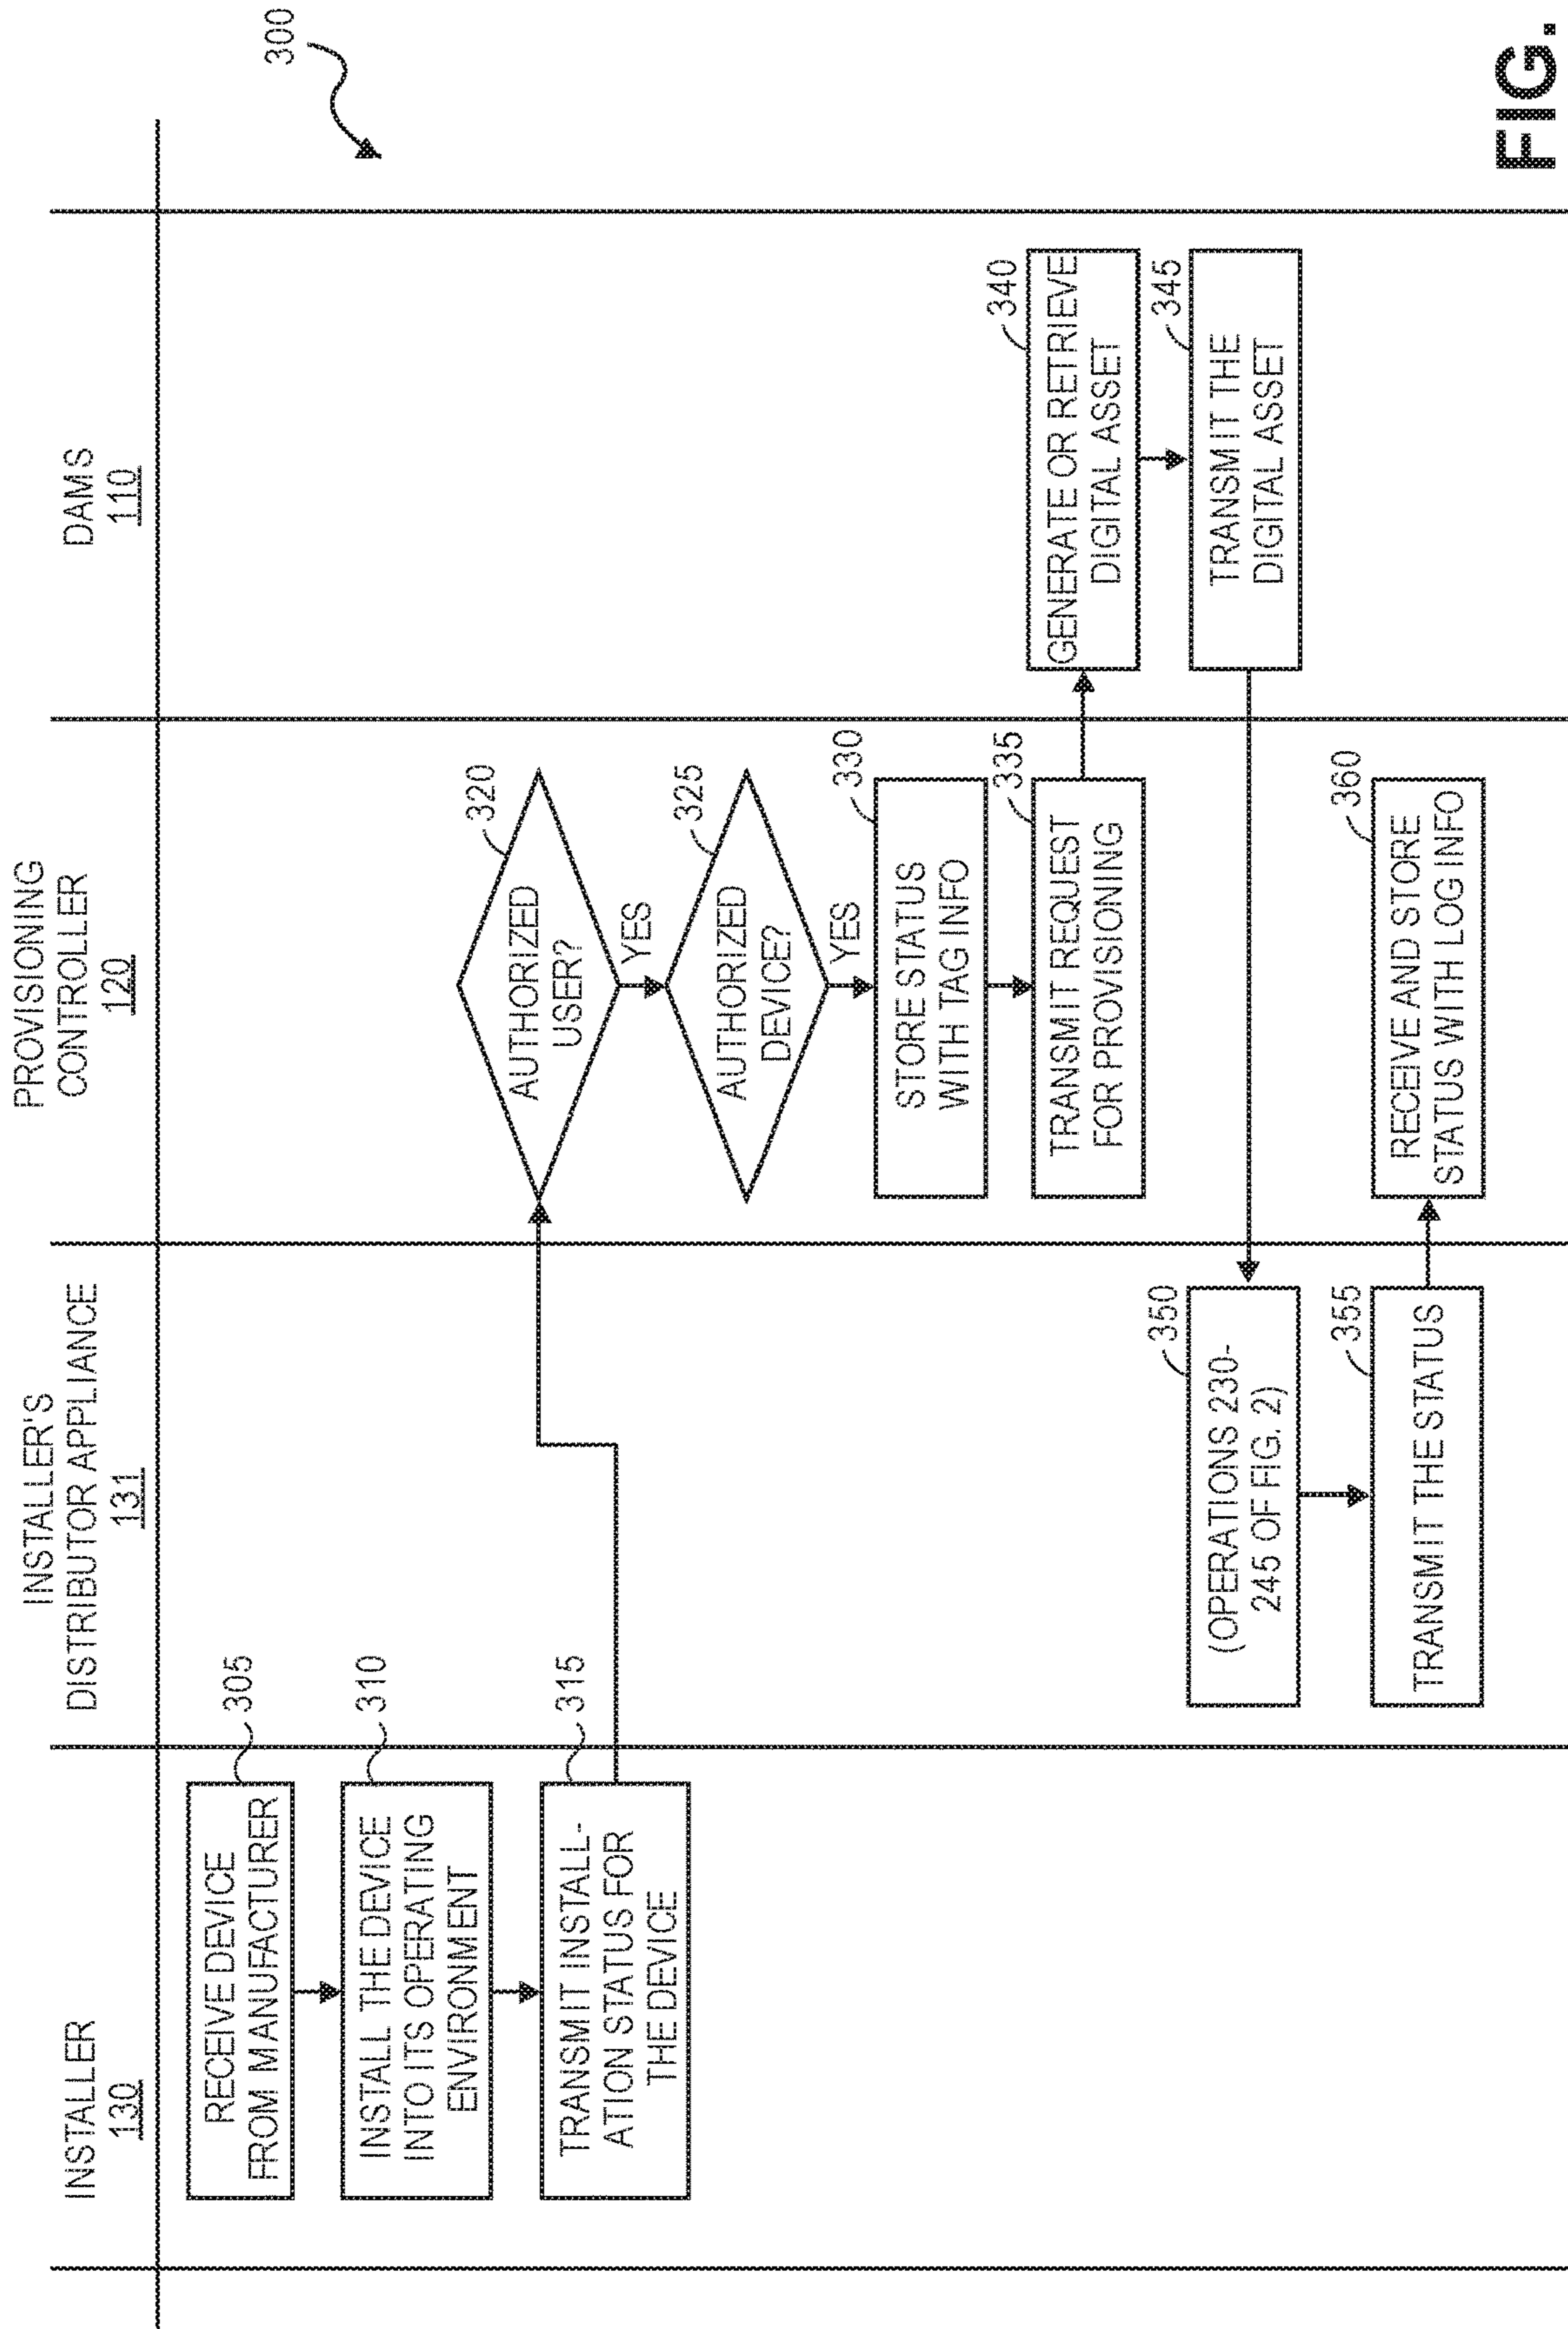 INSTALLER
130
INSTALLER'S
DISTRIBUTOR APPLIANCE
131
PROVISIONING
CONTROLLER
120
DAMS
110
300
RECEIVE DEVICE
FROM MANUFACTURER
305
INSTALL THE DEVICE
INTO ITS OPERATING
ENVIRONMENT
310
TRANSMIT INSTALL-
ATION STATUS FOR
THE DEVICE
315
AUTHORIZED
USER?
320
YES
AUTHORIZED
DEVICE?
325
YES
STORE STATUS
WITH TAG INFO
330
TRANSMIT REQUEST
FOR PROVISIONING
335
GENERATE OR RETRIEVE
DIGITAL ASSET
340
TRANSMIT THE
DIGITAL ASSET
345
(OPERATIONS 230-
245 OF FIG. 2)
350
TRANSMIT THE STATUS
355
RECEIVE AND STORE
STATUS WITH LOG INFO
360
FIG.